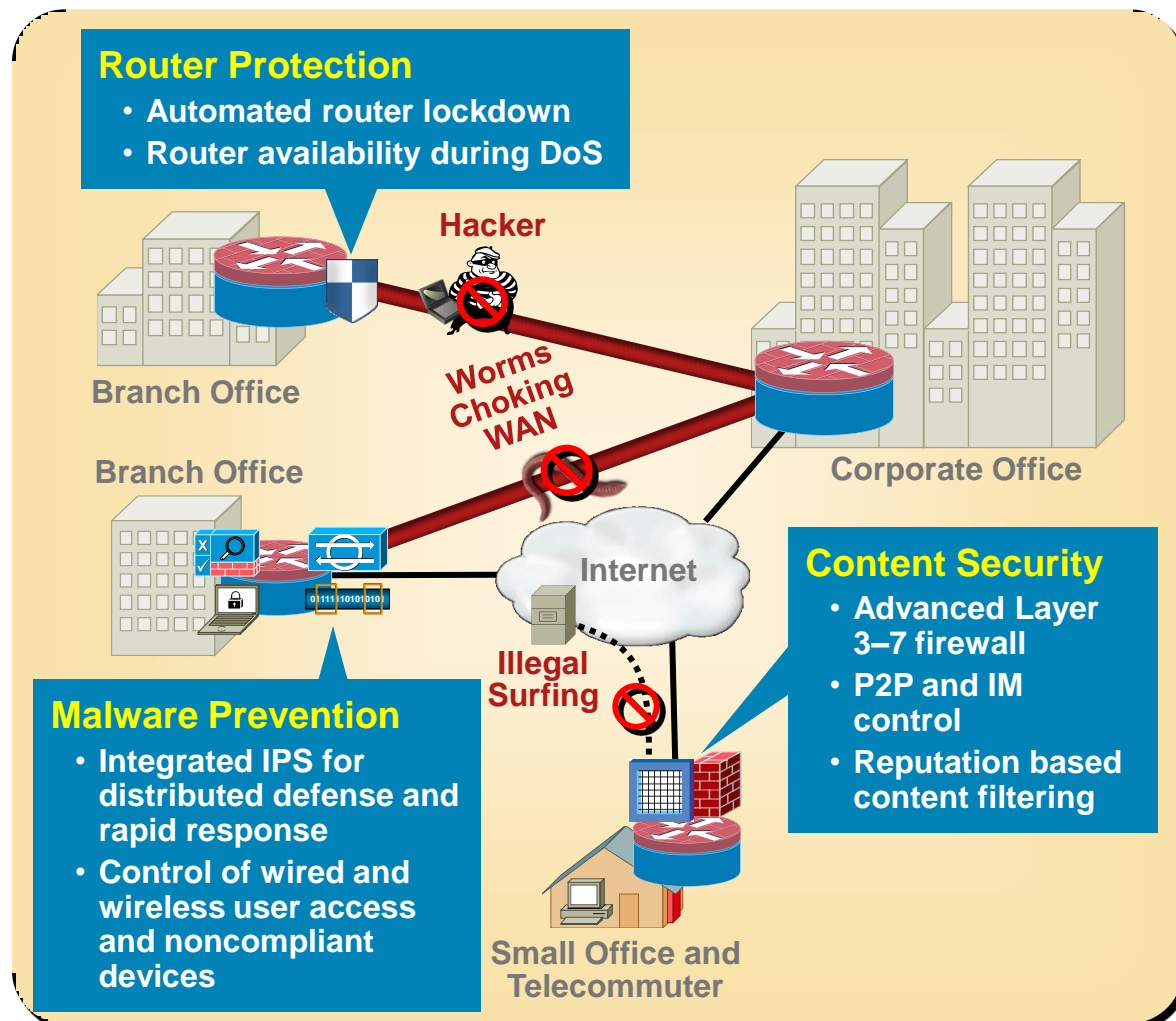 Router Protection
• Automated router lockdown
• Router availability during DoS
Hacker
Branch Office
Worms
Choking
WAN
Corporate Office
Branch Office
X
✓
011111101010101
Internet
Illegal
Surfing
Content Security
• Advanced Layer
3–7 firewall
• P2P and IM
control
• Reputation based
content filtering
Malware Prevention
• Integrated IPS for
distributed defense and
rapid response
• Control of wired and
wireless user access
and noncompliant
devices
Small Office and
Telecommuter